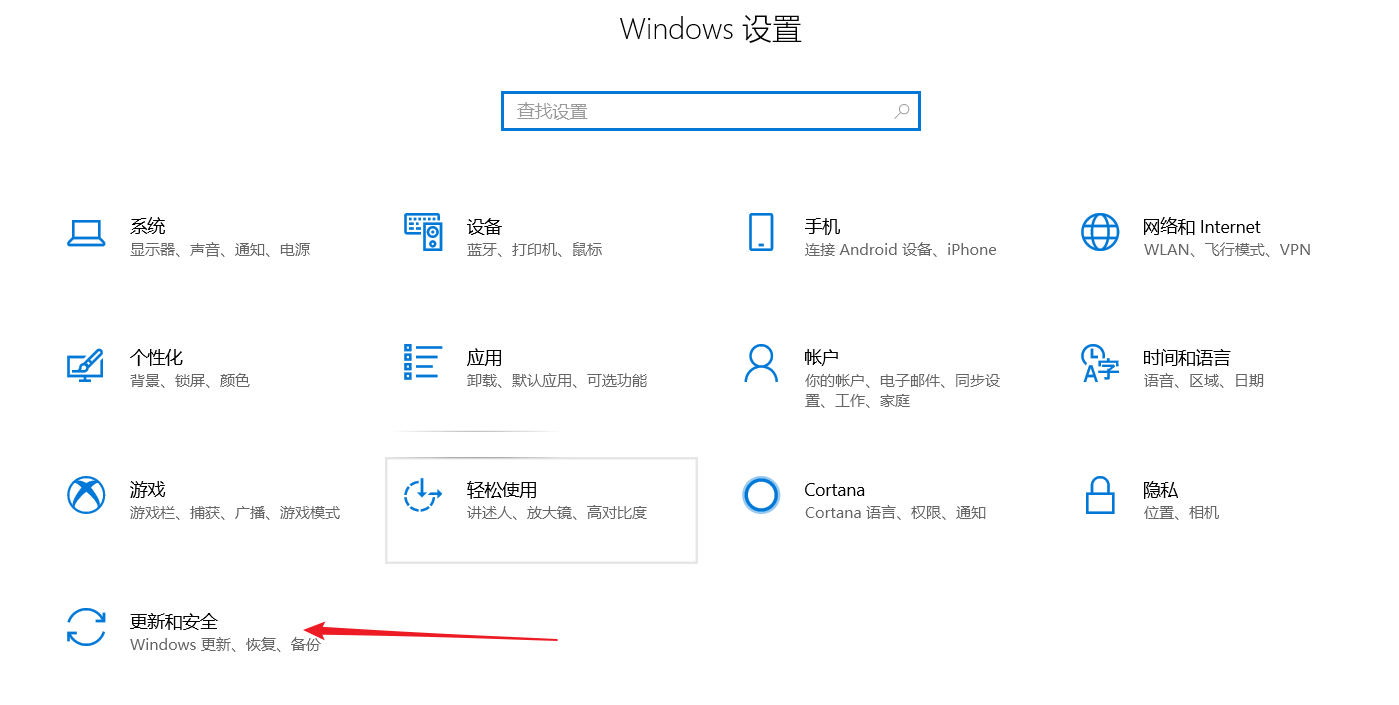 Windows 设置
查找设置
系统
显示器、声音、通知、电源
设备
蓝牙、打印机、鼠标
手机
连接 Android 设备、iPhone
网络和 Internet
WLAN、飞行模式、VPN
个性化
背景、锁屏、颜色
应用
卸载、默认应用、可选功能
帐户
你的帐户、电子邮件、同步设
置、工作、家庭
时间和语言
语音、区域、日期
游戏
游戏栏、捕获、广播、游戏模式
轻松使用
讲述人、放大镜、高对比度
Cortana
Cortana 语言、权限、通知
隐私
位置、相机
更新和安全
Windows 更新、恢复、备份